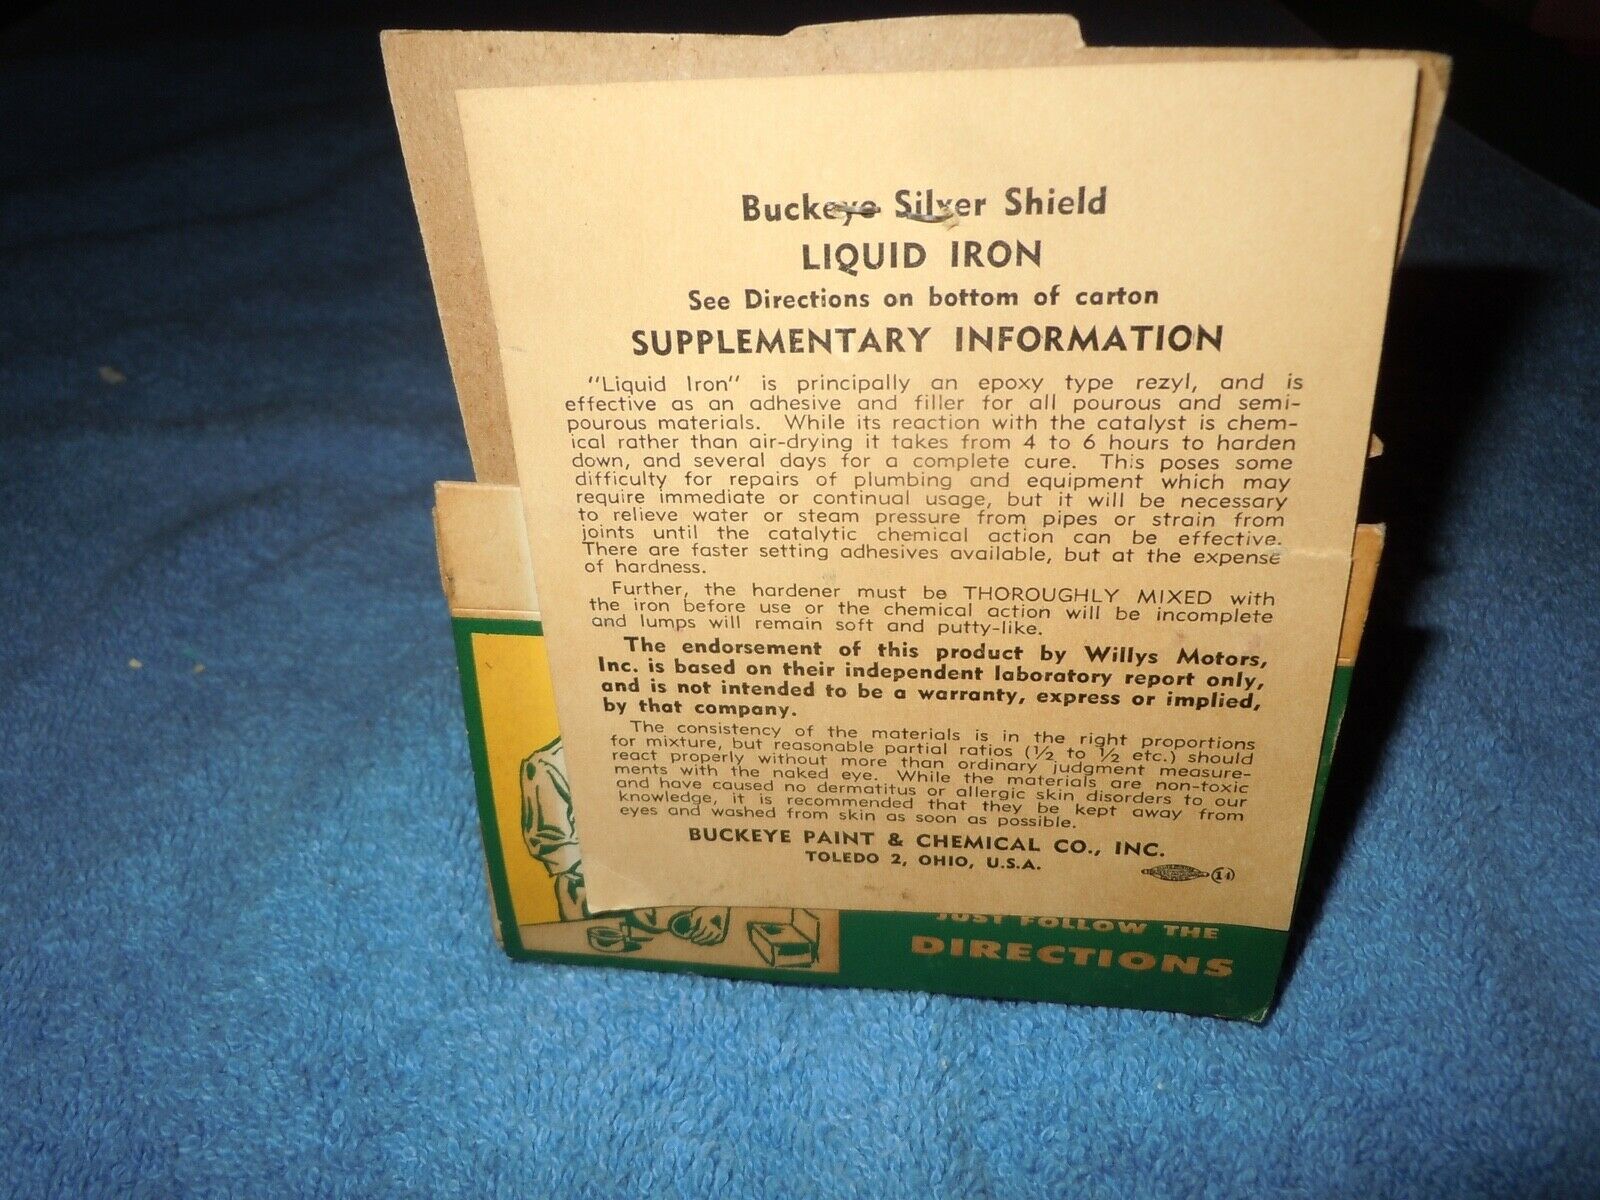 Buckeye Silver Shield
LIQUID IRON
See Directions on bottom of carton
SUPPLEMENTARY INFORMATION
"Liquid Iron" is principally an epoxy type rezyl, and is
effective as an adhesive and filler for all pourous and semi-
pourous materials. While its reaction with the catalyst is chem-
ical rather than air-drying it takes from 4 to 6 hours to harden
down, and several days for a complete cure. This poses some
difficulty for repairs of plumbing and equipment which may
require immediate or continual usage, but it will be necessary
to relieve water or steam pressure from pipes or strain from
joints until the catalytic chemical action can be effective.
There are faster setting adhesives available, but at the expense
of hardness.
Further, the hardener must be THOROUGHLY MIXED with
the iron before use or the chemical action will be incomplete
and lumps will remain soft and putty-like.
The endorsement of this product by Willys Motors,
Inc. is based on their independent laboratory report only,
and is not intended to be a warranty, express or implied,
by that company.
The consistency of the materials is in the right proportions
for mixture, but reasonable partial ratios (½ to ½ etc.) should
react properly without more than ordinary judgment measure-
ments with the naked eye. While the materials are non-toxic
and have caused no dermatitus or allergic skin disorders to our
knowledge, it is recommended that they be kept away from
eyes and washed from skin as soon as possible.
BUCKEYE PAINT & CHEMICAL CO., INC.
TOLEDO 2, OHIO, U.S.A.
14
JUST FOLLOW THE
DIRECTIONS